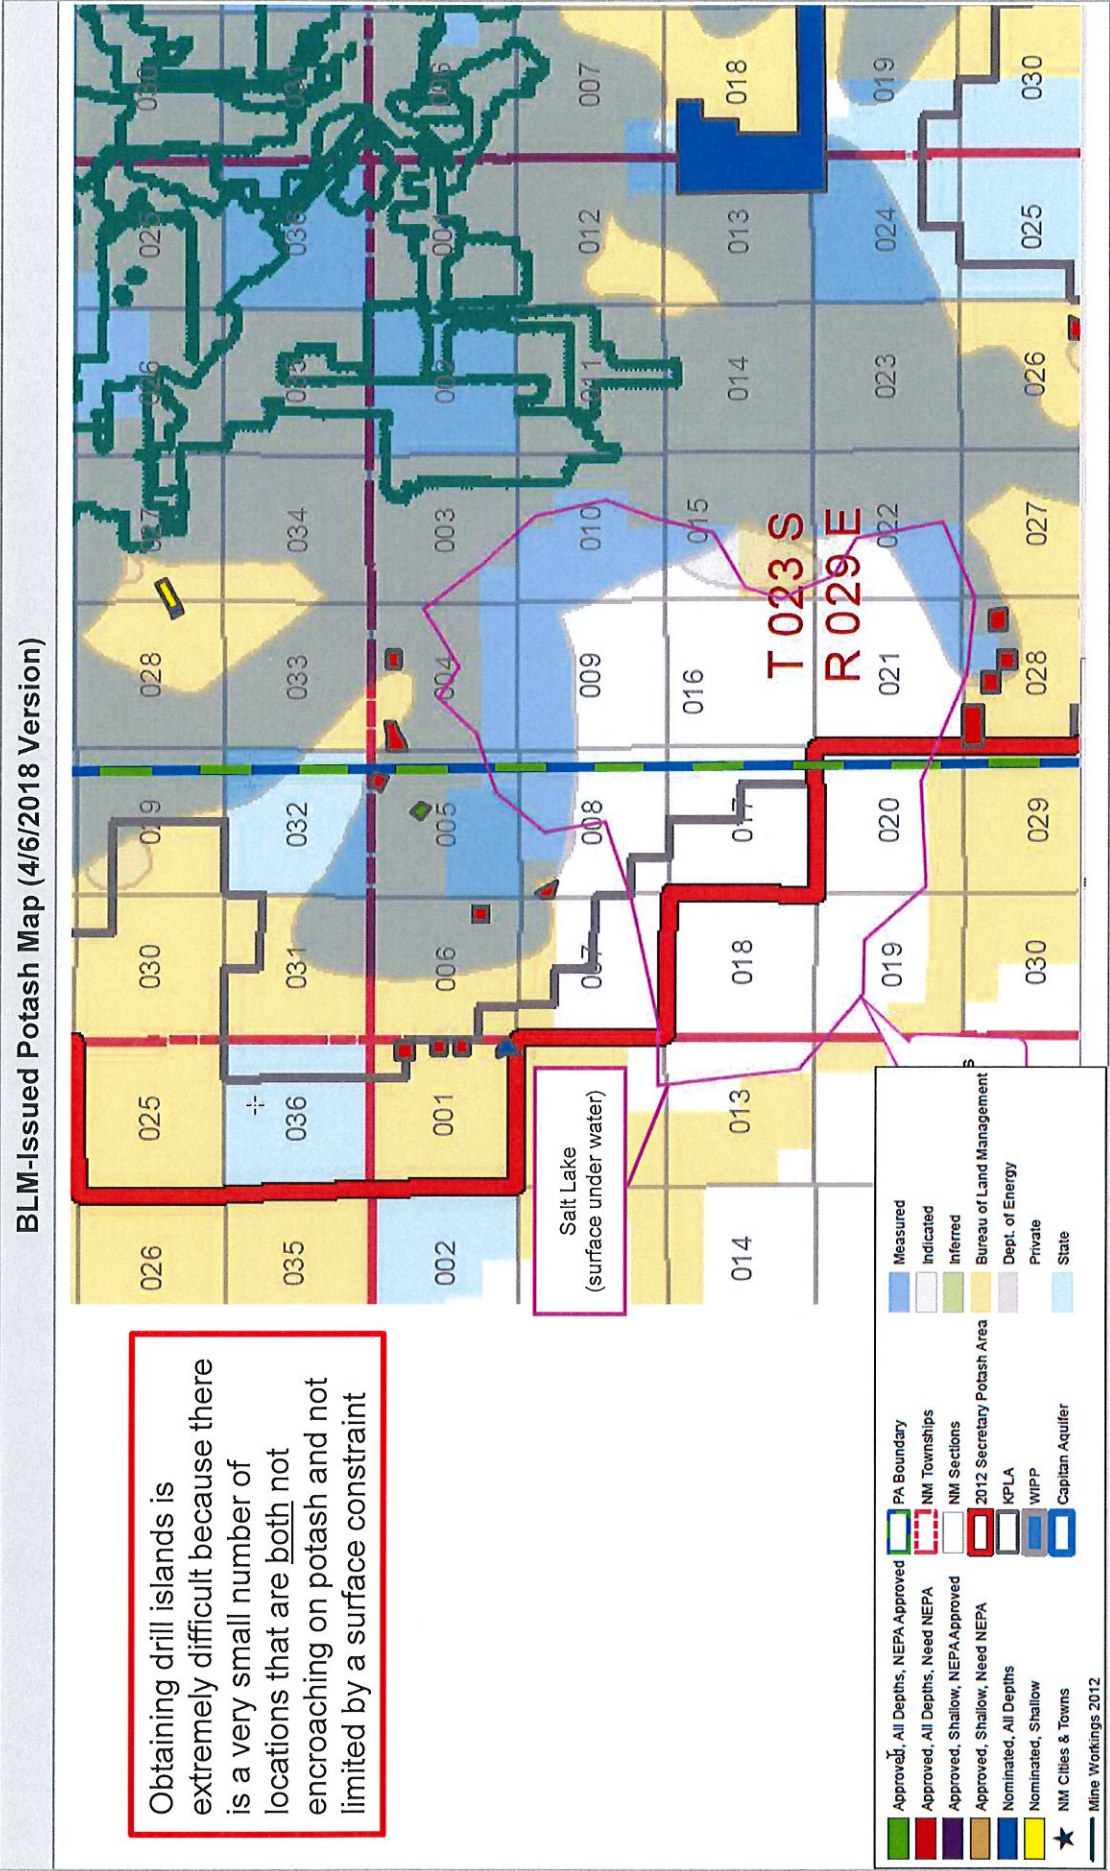 BLM-Issued Potash Map (4/6/2018 Version)
Obtaining drill islands is
extremely difficult because there
is a very small number of
locations that are both not
encroaching on potash and not
limited by a surface constraint
026 025 030 029 028 027 026 025 030
035 036 031 032 033 034 035 036 031
002 001 006 005 004 003 002 001 006
Salt Lake
(surface under water)
007 008 009 010 011 012 007
014 013 018 017 016 015 014 013 018
T 023 S
R 029 E
019 020 021 022 023 024 019
030 029 028 027 026 025 030
s
Approved, All Depths, NEPA Approved
Approved, All Depths, Need NEPA
Approved, Shallow, NEPA Approved
Approved, Shallow, Need NEPA
Nominated, All Depths
Nominated, Shallow
NM Cities & Towns
Mine Workings 2012
PA Boundary
NM Townships
NM Sections
2012 Secretary Potash Area
KPLA
WIPP
Capitan Aquifer
Measured
Indicated
Inferred
Bureau of Land Management
Dept. of Energy
Private
State